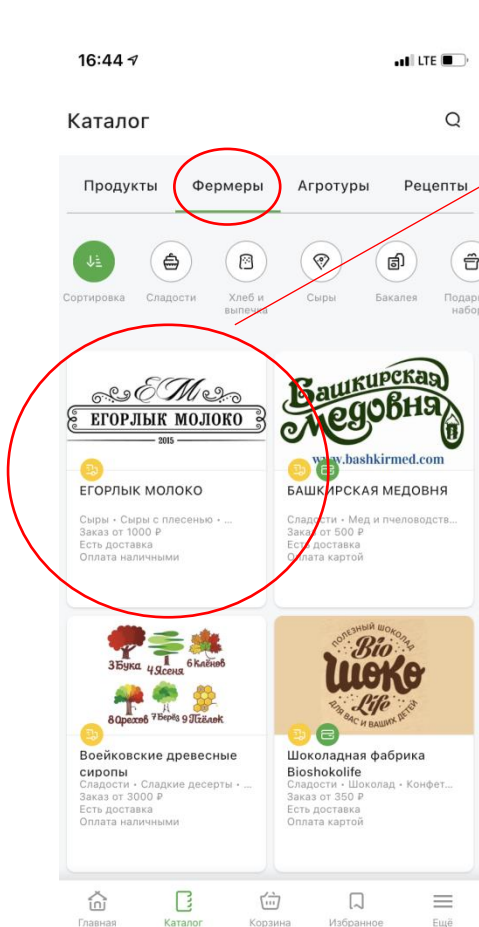 16:44
LTE
Каталог
Продукты Фермеры Агротуры Рецепты
Сортировка Сладости Хлеб и Сыры Бакалея
выпечка
ЕМ
ЕГОРЛЫК МОЛОКО
2015
ЕГОРЛЫК МОЛОКО
Сыры • Сыры с плесенью • ...
Заказ от 1000 ₽
Есть доставка
Оплата наличными
Башкирская
Медовня
www.bashkirmed.com
БАШКИРСКАЯ МЕДОВНЯ
Сладости • Мед и пчеловодств...
Заказ от 500 ₽
Есть доставка
Оплата картой
3 Бука 4 Ясеня 6 Клёнов
8 Орехов 7 Берёз 9 Пчёлок
Воейковские древесные
сиропы
Сладости • Сладкие десерты • ...
Заказ от 3000 ₽
Есть доставка
Оплата наличными
ПОЛЕЗНЫЙ ШОКОЛАД
Bio
ШОКО
Life
ДЛЯ ВАС И ВАШИХ ДЕТЕЙ
Шоколадная фабрика
Bioshokolife
Сладости • Шоколад • Конфет...
Заказ от 350 ₽
Есть доставка
Оплата картой
Главная Каталог Корзина Избранное Ещё